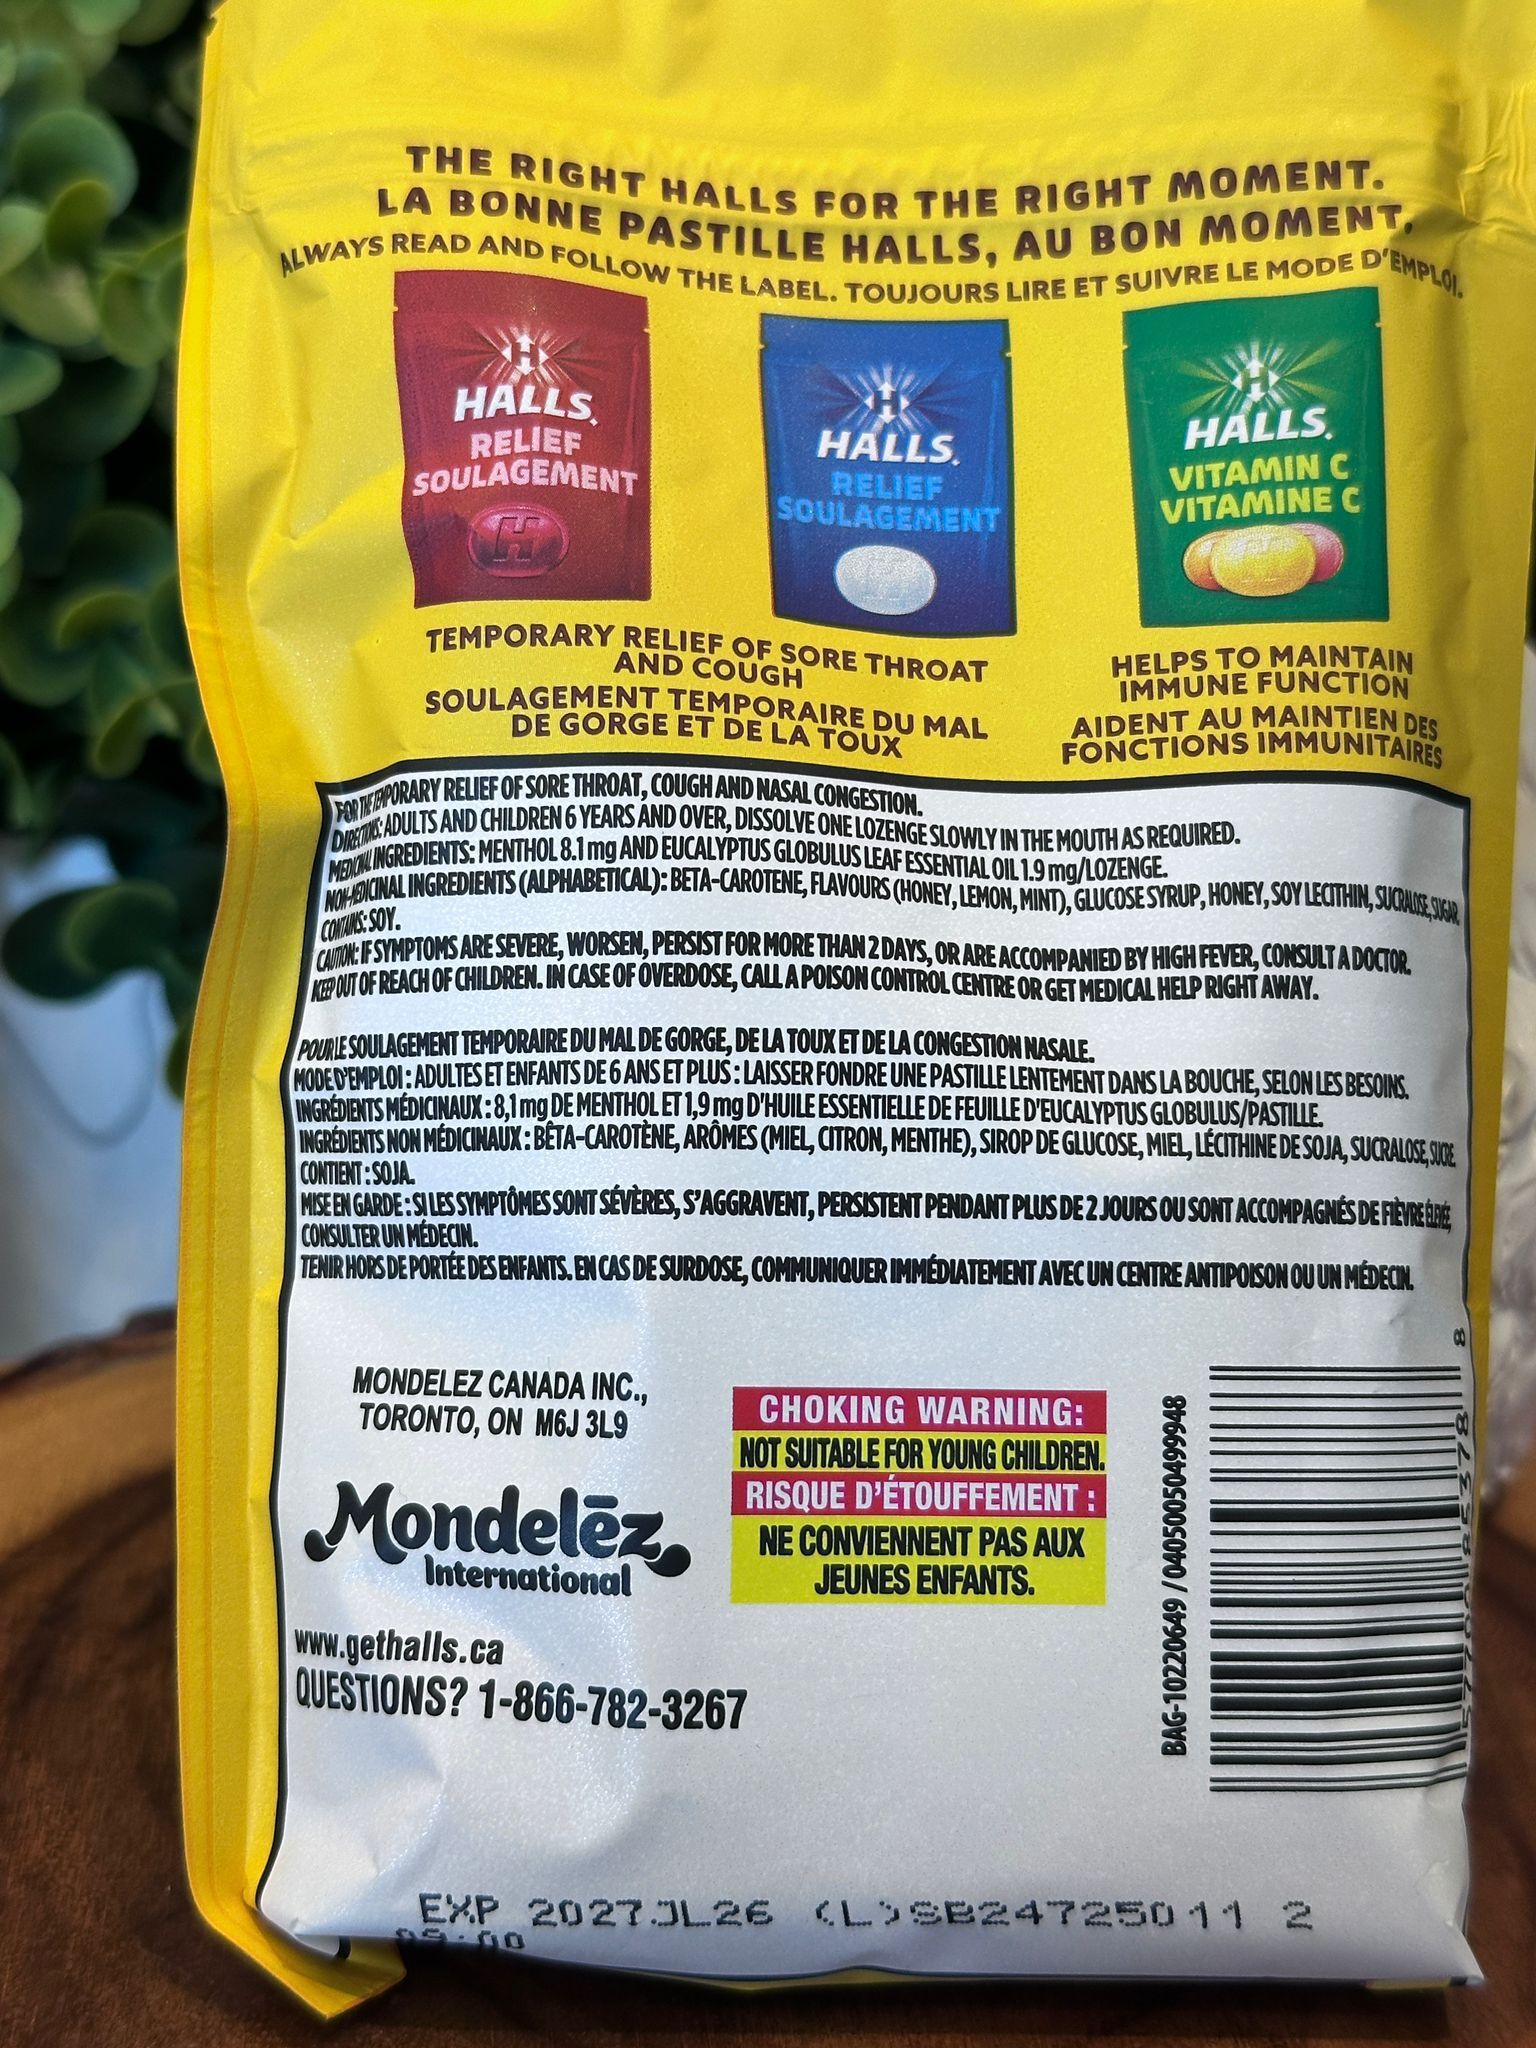 THE RIGHT HALLS FOR THE RIGHT MOMENT.
LA BONNE PASTILLE HALLS, AU BON MOMENT.
ALWAYS READ AND FOLLOW THE LABEL. TOUJOURS LIRE ET SUIVRE LE MODE D'EMPLOI.
H
HALLS
RELIEF
SOULAGEMENT
H
H
HALLS
RELIEF
SOULAGEMENT
H
HALLS
VITAMIN C
VITAMINE C
TEMPORARY RELIEF OF SORE THROAT
AND COUGH
SOULAGEMENT TEMPORAIRE DU MAL
DE GORGE ET DE LA TOUX
HELPS TO MAINTAIN
IMMUNE FUNCTION
AIDENT AU MAINTIEN DES
FONCTIONS IMMUNITAIRES
FOR THE TEMPORARY RELIEF OF SORE THROAT, COUGH AND NASAL CONGESTION.
DIRECTIONS: ADULTS AND CHILDREN 6 YEARS AND OVER, DISSOLVE ONE LOZENGE SLOWLY IN THE MOUTH AS REQUIRED.
MEDICINAL INGREDIENTS: MENTHOL 8.1 mg AND EUCALYPTUS GLOBULUS LEAF ESSENTIAL OIL 1.9 mg/LOZENGE.
NON-MEDICINAL INGREDIENTS (ALPHABETICAL): BETA-CAROTENE, FLAVOURS (HONEY, LEMON, MINT), GLUCOSE SYRUP, HONEY, SOY LECITHIN, SUCRALOSE, SUGAR.
CONTAINS: SOY.
CAUTION: IF SYMPTOMS ARE SEVERE, WORSEN, PERSIST FOR MORE THAN 2 DAYS, OR ARE ACCOMPANIED BY HIGH FEVER, CONSULT A DOCTOR.
KEEP OUT OF REACH OF CHILDREN. IN CASE OF OVERDOSE, CALL A POISON CONTROL CENTRE OR GET MEDICAL HELP RIGHT AWAY.
POUR LE SOULAGEMENT TEMPORAIRE DU MAL DE GORGE, DE LA TOUX ET DE LA CONGESTION NASALE.
MODE D'EMPLOI : ADULTES ET ENFANTS DE 6 ANS ET PLUS : LAISSER FONDRE UNE PASTILLE LENTEMENT DANS LA BOUCHE, SELON LES BESOINS.
INGRÉDIENTS MÉDICINAUX : 8,1 mg DE MENTHOL ET 1,9 mg D'HUILE ESSENTIELLE DE FEUILLE D'EUCALYPTUS GLOBULUS/PASTILLE.
INGRÉDIENTS NON MÉDICINAUX : BÊTA-CAROTÈNE, ARÔMES (MIEL, CITRON, MENTHE), SIROP DE GLUCOSE, MIEL, LÉCITHINE DE SOJA, SUCRALOSE, SUCRE.
CONTIENT : SOJA.
MISE EN GARDE : SI LES SYMPTÔMES SONT SÉVÈRES, S'AGGRAVENT, PERSISTENT PENDANT PLUS DE 2 JOURS OU SONT ACCOMPAGNÉS DE FIÈVRE ÉLEVÉE,
CONSULTER UN MÉDECIN.
TENIR HORS DE PORTÉE DES ENFANTS. EN CAS DE SURDOSE, COMMUNIQUER IMMÉDIATEMENT AVEC UN CENTRE ANTIPOISON OU UN MÉDECIN.
MONDELEZ CANADA INC.,
TORONTO, ON M6J 3L9
Mondelēz
International
www.gethalls.ca
QUESTIONS? 1-866-782-3267
CHOKING WARNING:
NOT SUITABLE FOR YOUNG CHILDREN.
RISQUE D'ÉTOUFFEMENT :
NE CONVIENNENT PAS AUX
JEUNES ENFANTS.
BAG-10220649 / 0405005049994B
8
EXP 2027JL26 (L)SB247250 11 2